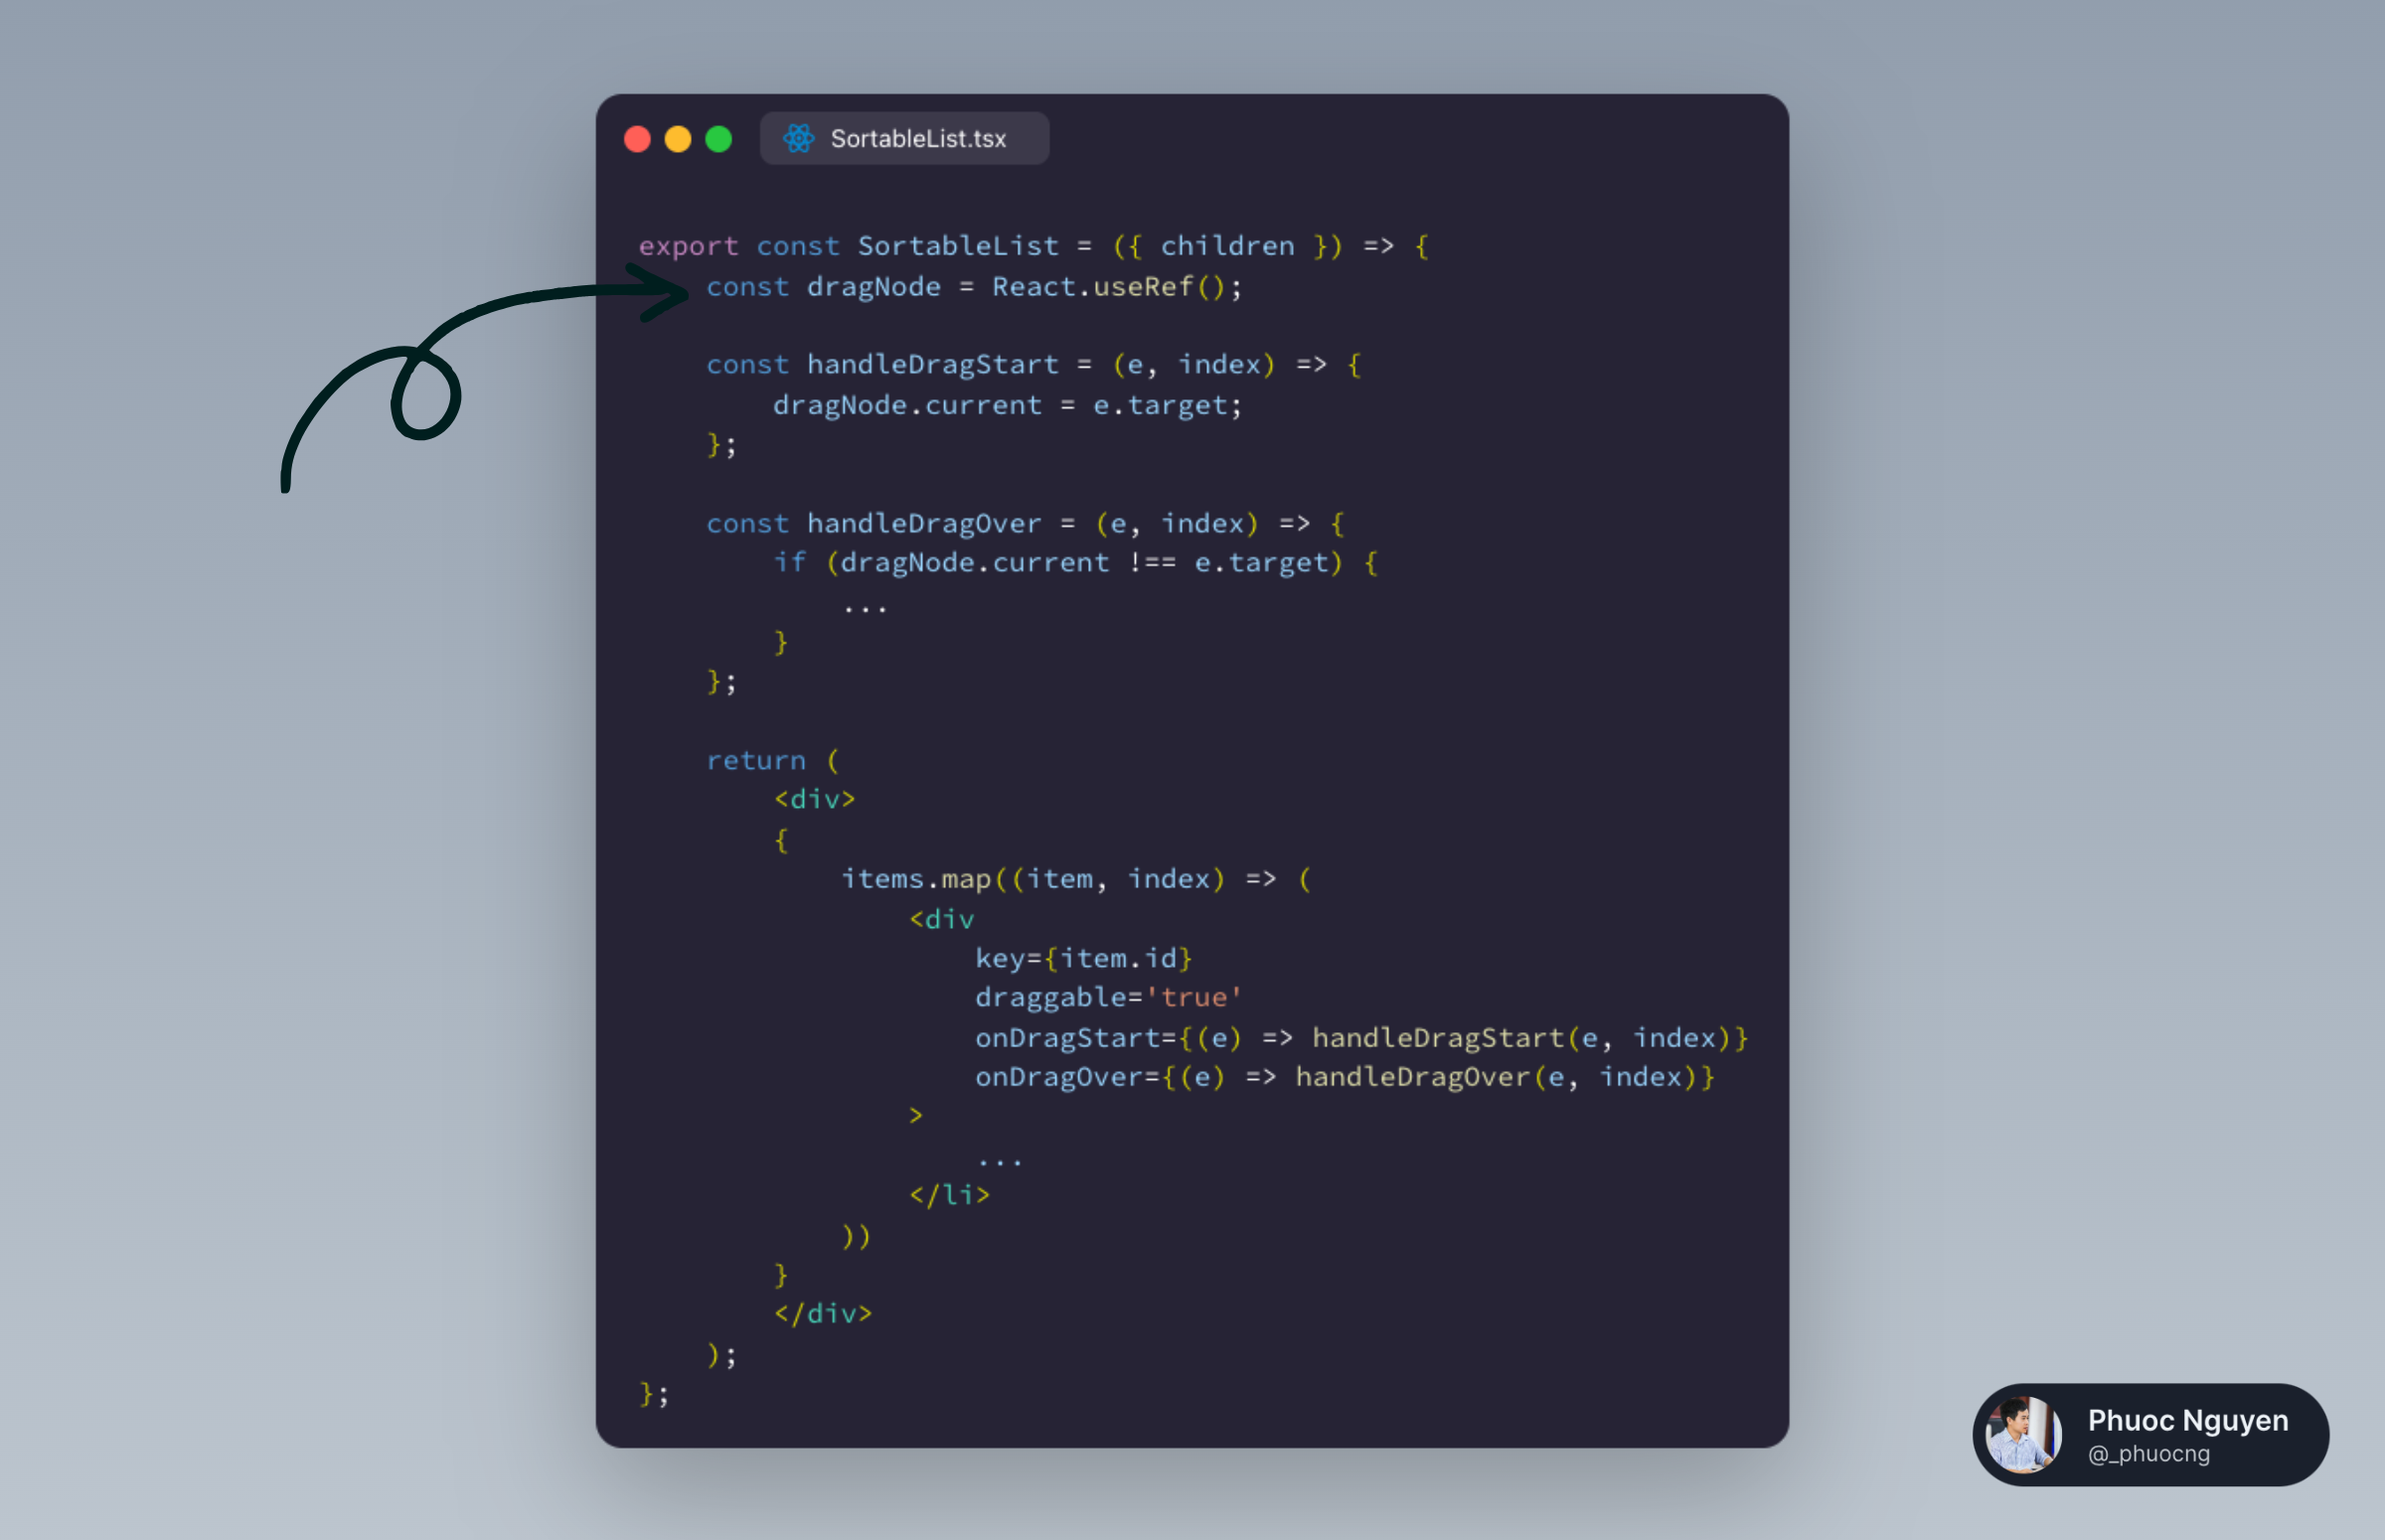 SortableList.tsx
export const SortableList = ({ children }) => {
    const dragNode = React.useRef();

    const handleDragStart = (e, index) => {
        dragNode.current = e.target;
    };

    const handleDragOver = (e, index) => {
        if (dragNode.current !== e.target) {
            ...
        }
    };

    return (
        <div>
        {
            items.map((item, index) => (
                <div
                    key={item.id}
                    draggable='true'
                    onDragStart={(e) => handleDragStart(e, index)}
                    onDragOver={(e) => handleDragOver(e, index)}
                >
                    ...
                </li>
            ))
        }
        </div>
    );
};
Phuoc Nguyen
@_phuocng